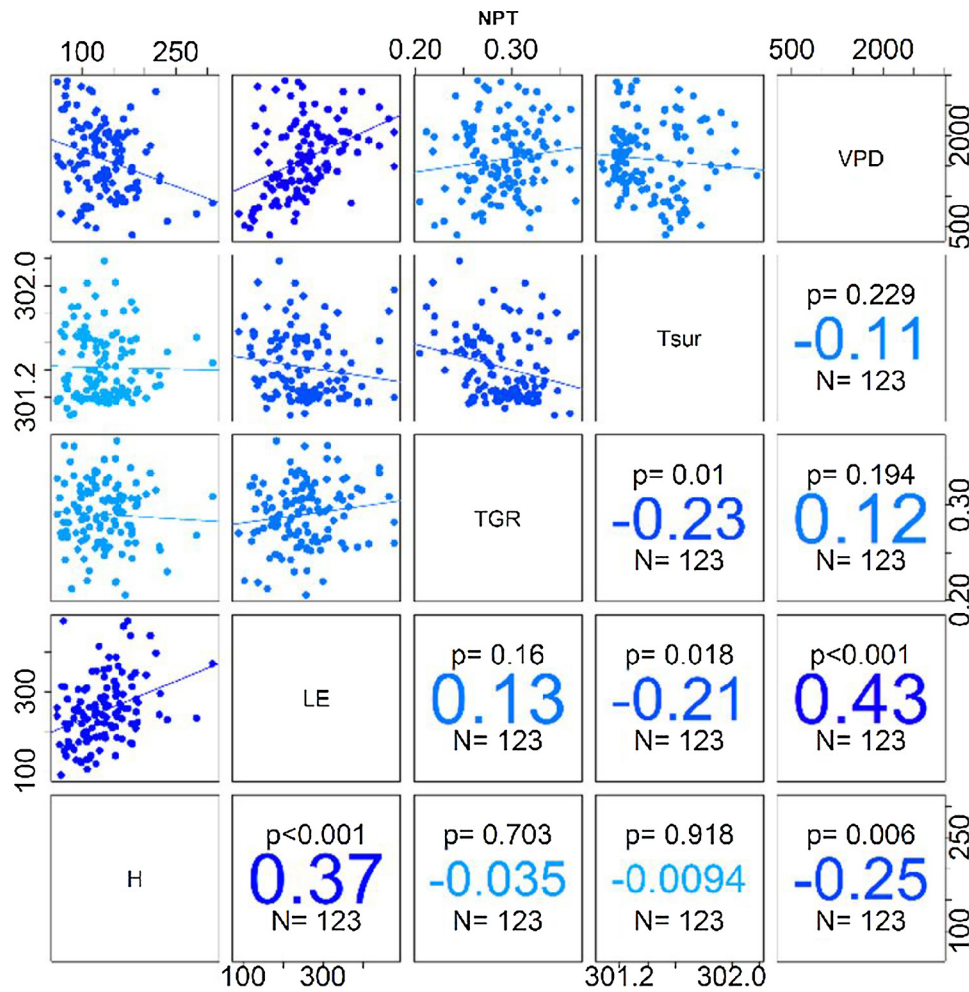 NPT
100 250 0.20 0.30 500 2000
VPD
500 2000
301.2 302.0
Tsur
p= 0.229
-0.11
N= 123
TGR
p= 0.01
-0.23
N= 123
p= 0.194
0.12
N= 123
0.20 0.30
100 300
LE
p= 0.16
0.13
N= 123
p= 0.018
-0.21
N= 123
p<0.001
0.43
N= 123
H
p<0.001
0.37
N= 123
p= 0.703
-0.035
N= 123
p= 0.918
-0.0094
N= 123
p= 0.006
-0.25
N= 123
100 250
100 300 301.2 302.0